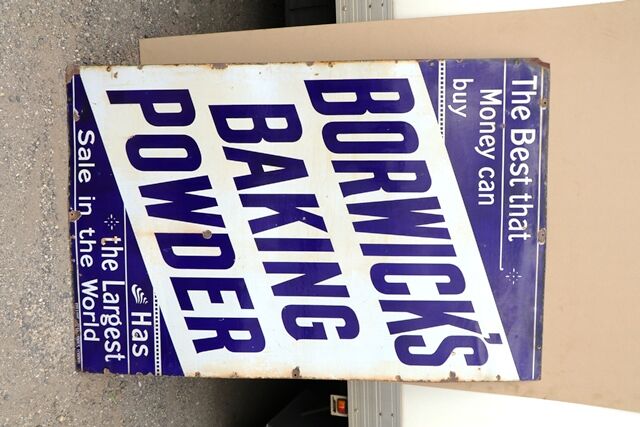 The Best that
Money can
buy
BORWICK'S
BAKING
POWDER
Has
the Largest
Sale in the World